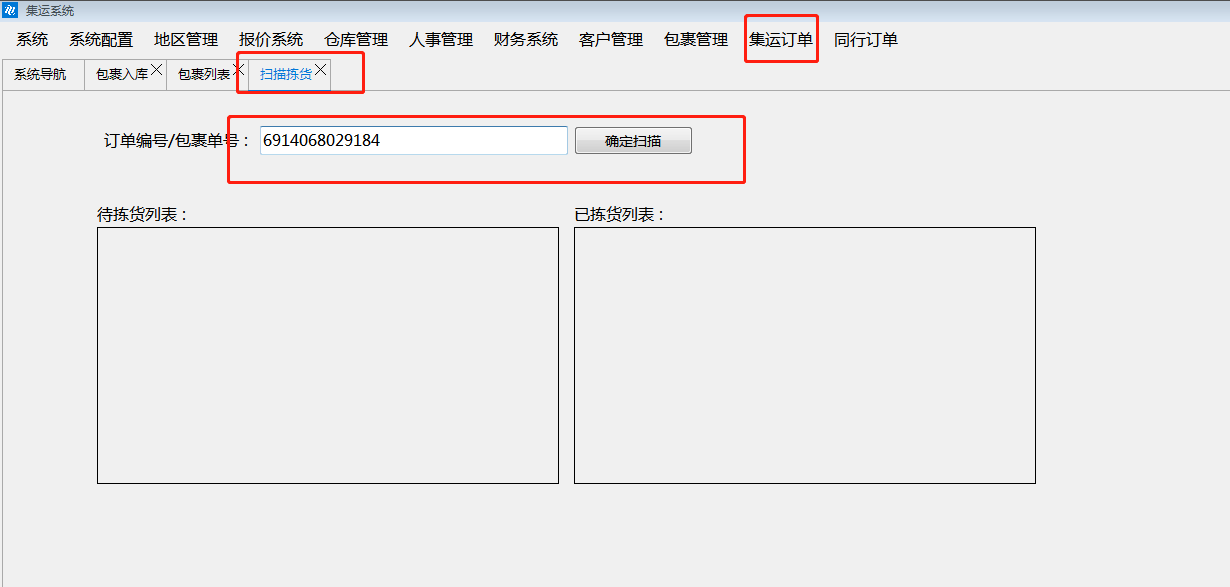 集运系统
系统 系统配置 地区管理 报价系统 仓库管理 人事管理 财务系统 客户管理 包裹管理 集运订单 同行订单
系统导航 包裹入库 包裹列表 扫描拣货
订单编号/包裹单号： 6914068029184 确定扫描
待拣货列表： 已拣货列表：